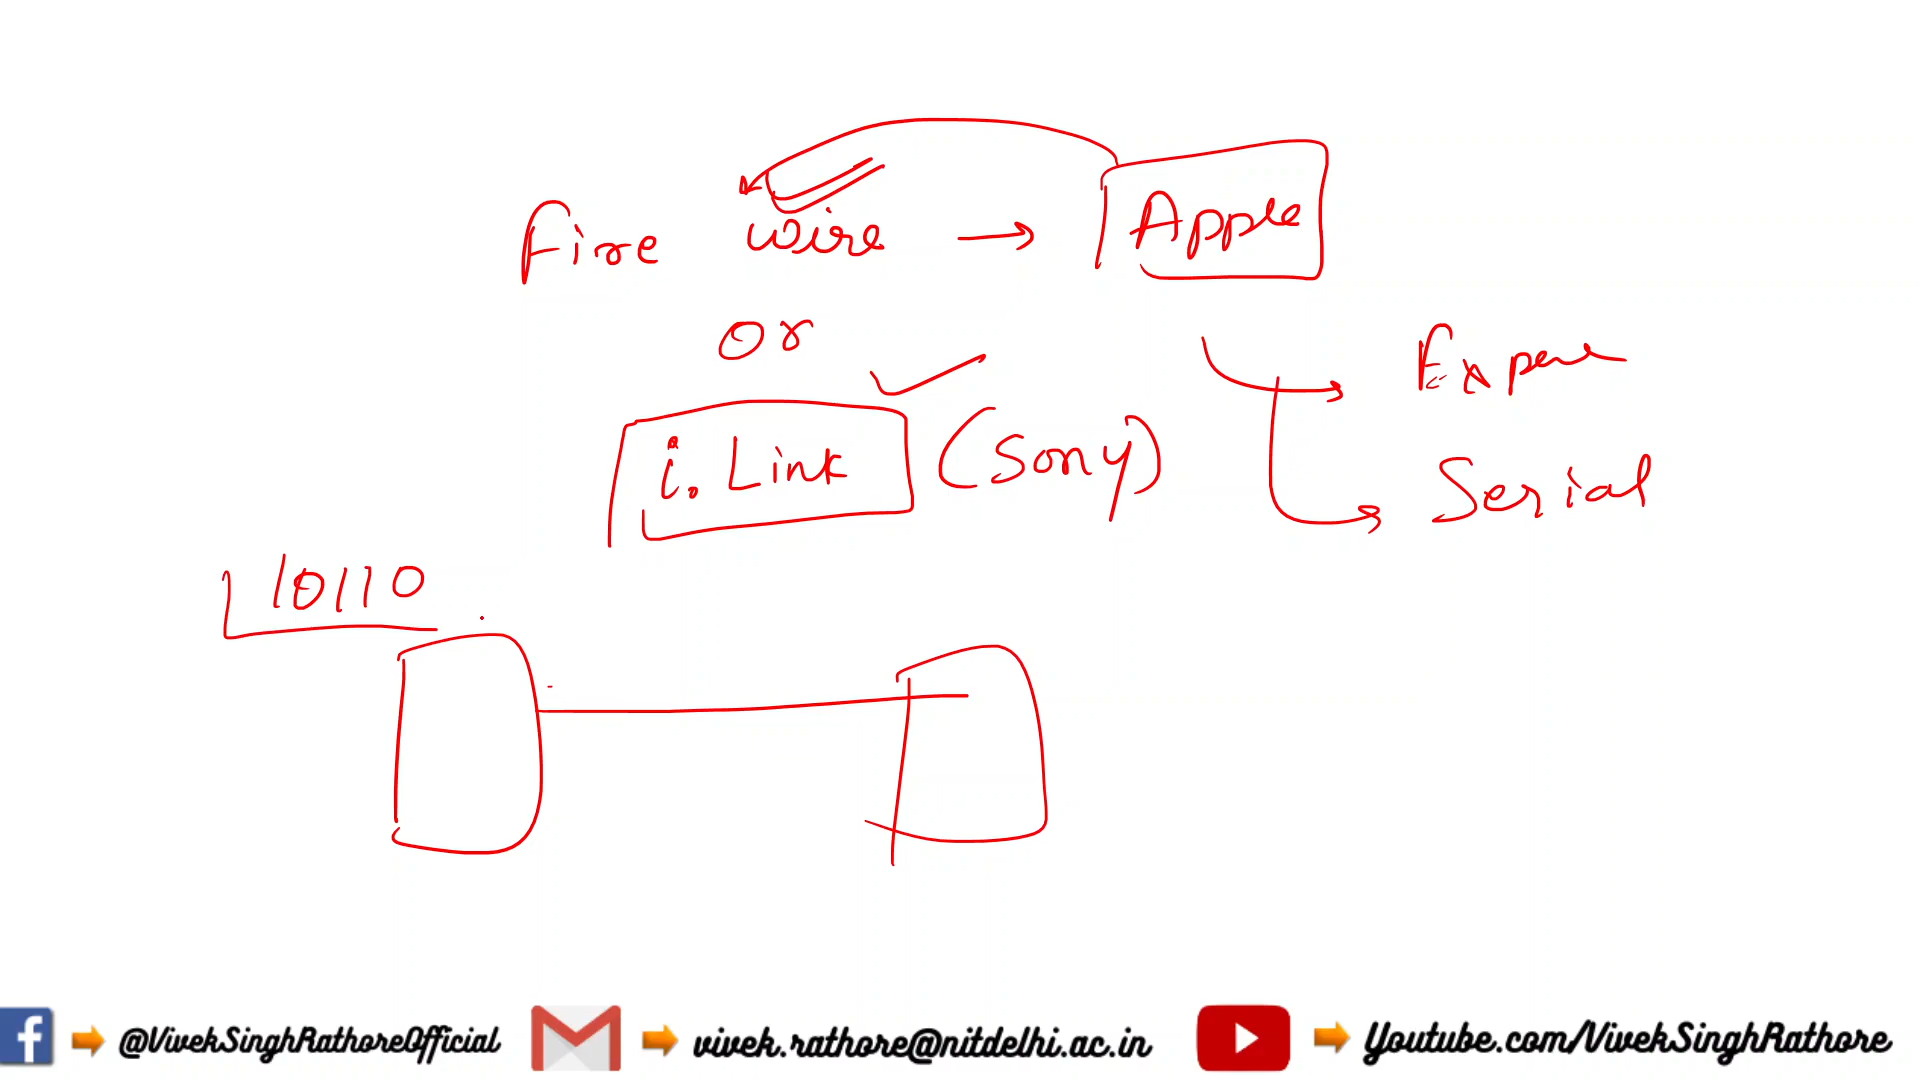 Fire wire → Apple
or
i. Link (Sony)
Serial
10110
@VivekSinghRathoreOfficial
vivek.rathore@nitdelhi.ac.in
Youtube.com/VivekSinghRathore